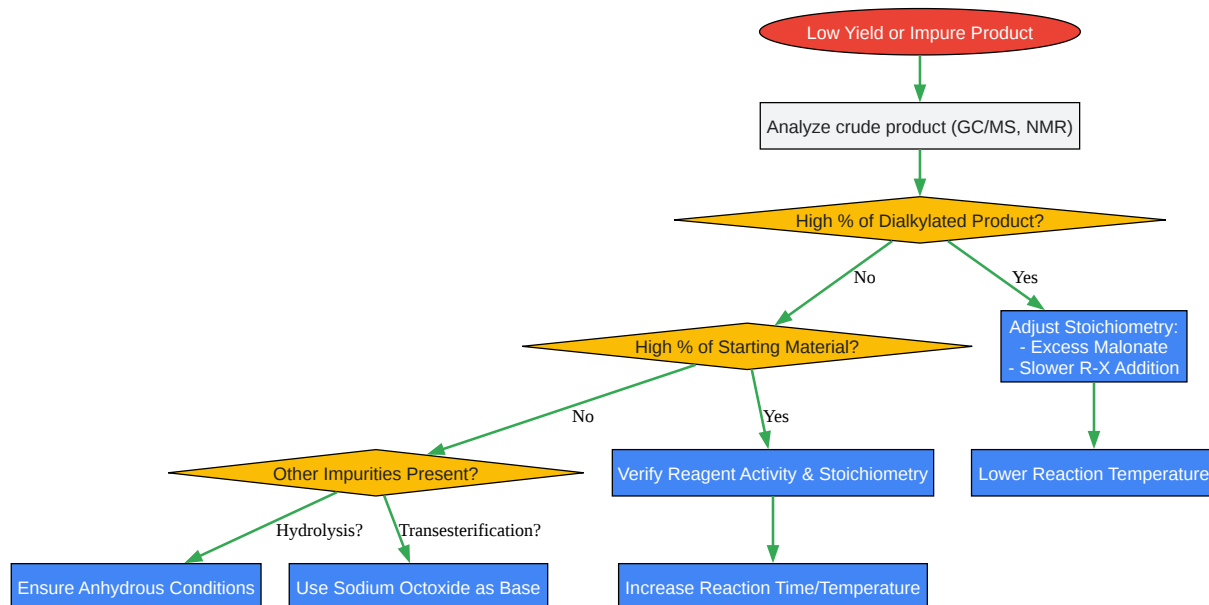 Low Yield or Impure Product
Analyze crude product (GC/MS, NMR)
High % of Dialkylated Product?
No
Yes
Adjust Stoichiometry:
- Excess Malonate
- Slower R-X Addition
High % of Starting Material?
No
Yes
Other Impurities Present?
Verify Reagent Activity & Stoichiometry
Lower Reaction Temperature
Hydrolysis?
Transesterification?
Ensure Anhydrous Conditions
Use Sodium Octoxide as Base
Increase Reaction Time/Temperature